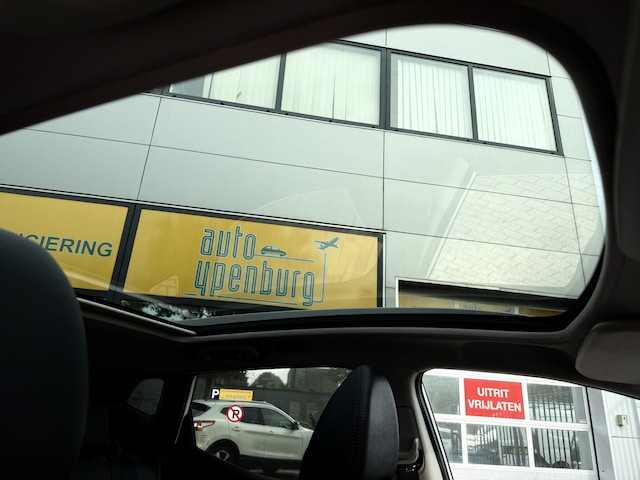 CIERING
auto
ypenburg
P
UITRIT
VRIJLATEN